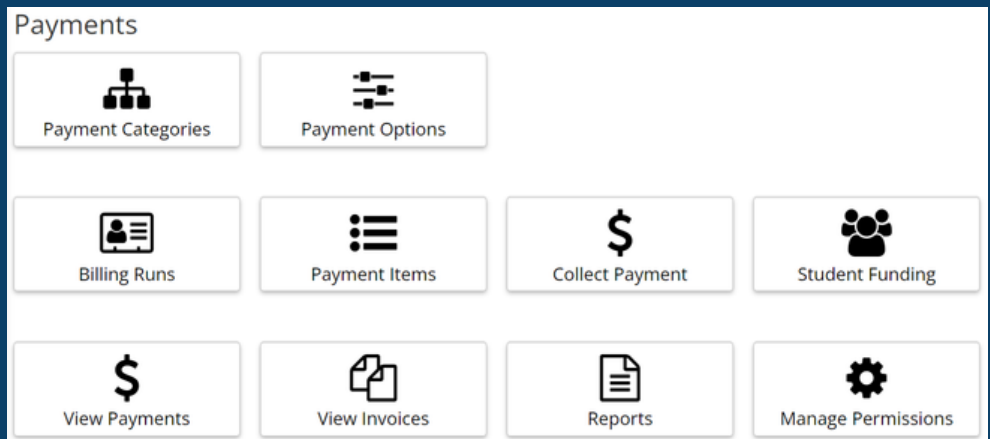 Payments
Payment Categories
Payment Options
Billing Runs
Payment Items
Collect Payment
Student Funding
View Payments
View Invoices
Reports
Manage Permissions